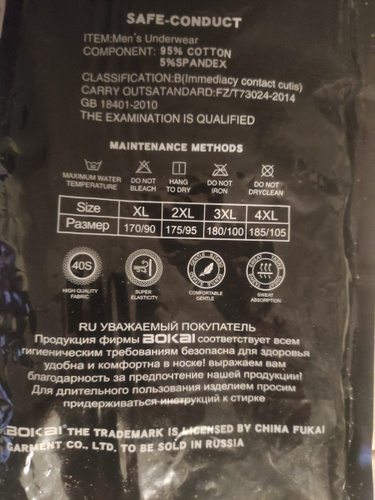 SAFE-CONDUCT
ITEM:Men's Underwear
COMPONENT: 95% COTTON
5%SPANDEX
CLASSIFICATION:B(Immediacy contact cutis)
CARRY OUTSATANDARD:FZ/T73024-2014
GB 18401-2010
THE EXAMINATION IS QUALIFIED
MAINTENANCE METHODS
MAXIMUM WATER TEMPERATURE
DO NOT BLEACH
HANG TO DRY
DO NOT IRON
DO NOT DRYCLEAN
Size XL 2XL 3XL 4XL
Размер 170/90 175/95 180/100 185/105
40S
HIGH QUALITY FABRIC
SUPER ELASTICITY
COMFORTABLE GENTLE
SWEAT ABSORPTION
RU УВАЖАЕМЫЙ ПОКУПАТЕЛЬ
Продукция фирмы BOKAI соответствует всем
гигиеническим требованиям безопасна для здоровья
удобна и комфортна в носке! выражаем вам
благодарность за предпочтение нашей продукции!
Для длительного пользования изделием просим
придерживаться инструкций к стирке
BOKAI THE TRADEMARK IS LICENSED BY CHINA FUKAI
GARMENT CO., LTD. TO BE SOLD IN RUSSIA